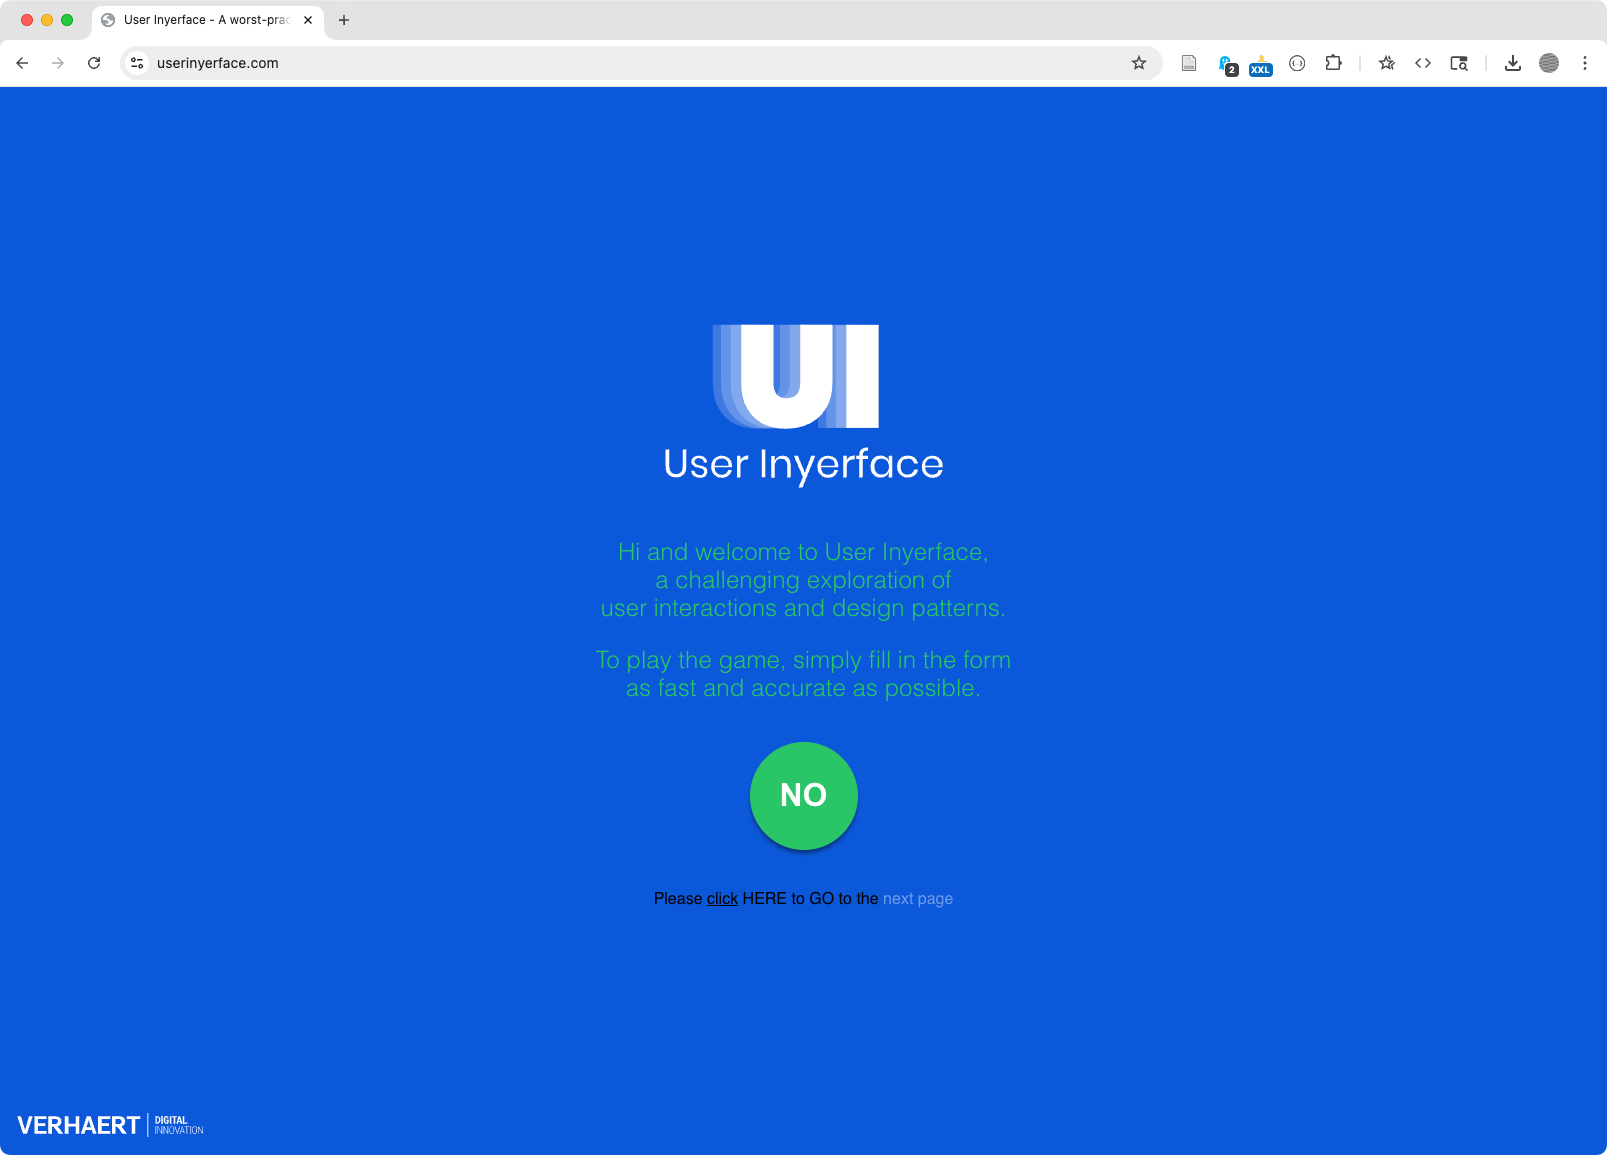 User Inyerface - A worst-prac
userinyerface.com
2
XXL
UI
User Inyerface
Hi and welcome to User Inyerface,
a challenging exploration of
user interactions and design patterns.
To play the game, simply fill in the form
as fast and accurate as possible.
NO
Please click HERE to GO to the next page
VERHAERT
DIGITAL
INNOVATION